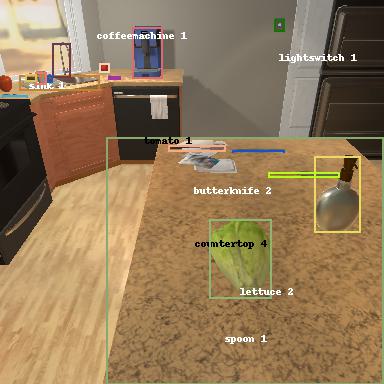 coffeemachine 1
lightswitch 1
sink 1
tomato 1
butterknife 2
countertop 4
lettuce 2
spoon 1